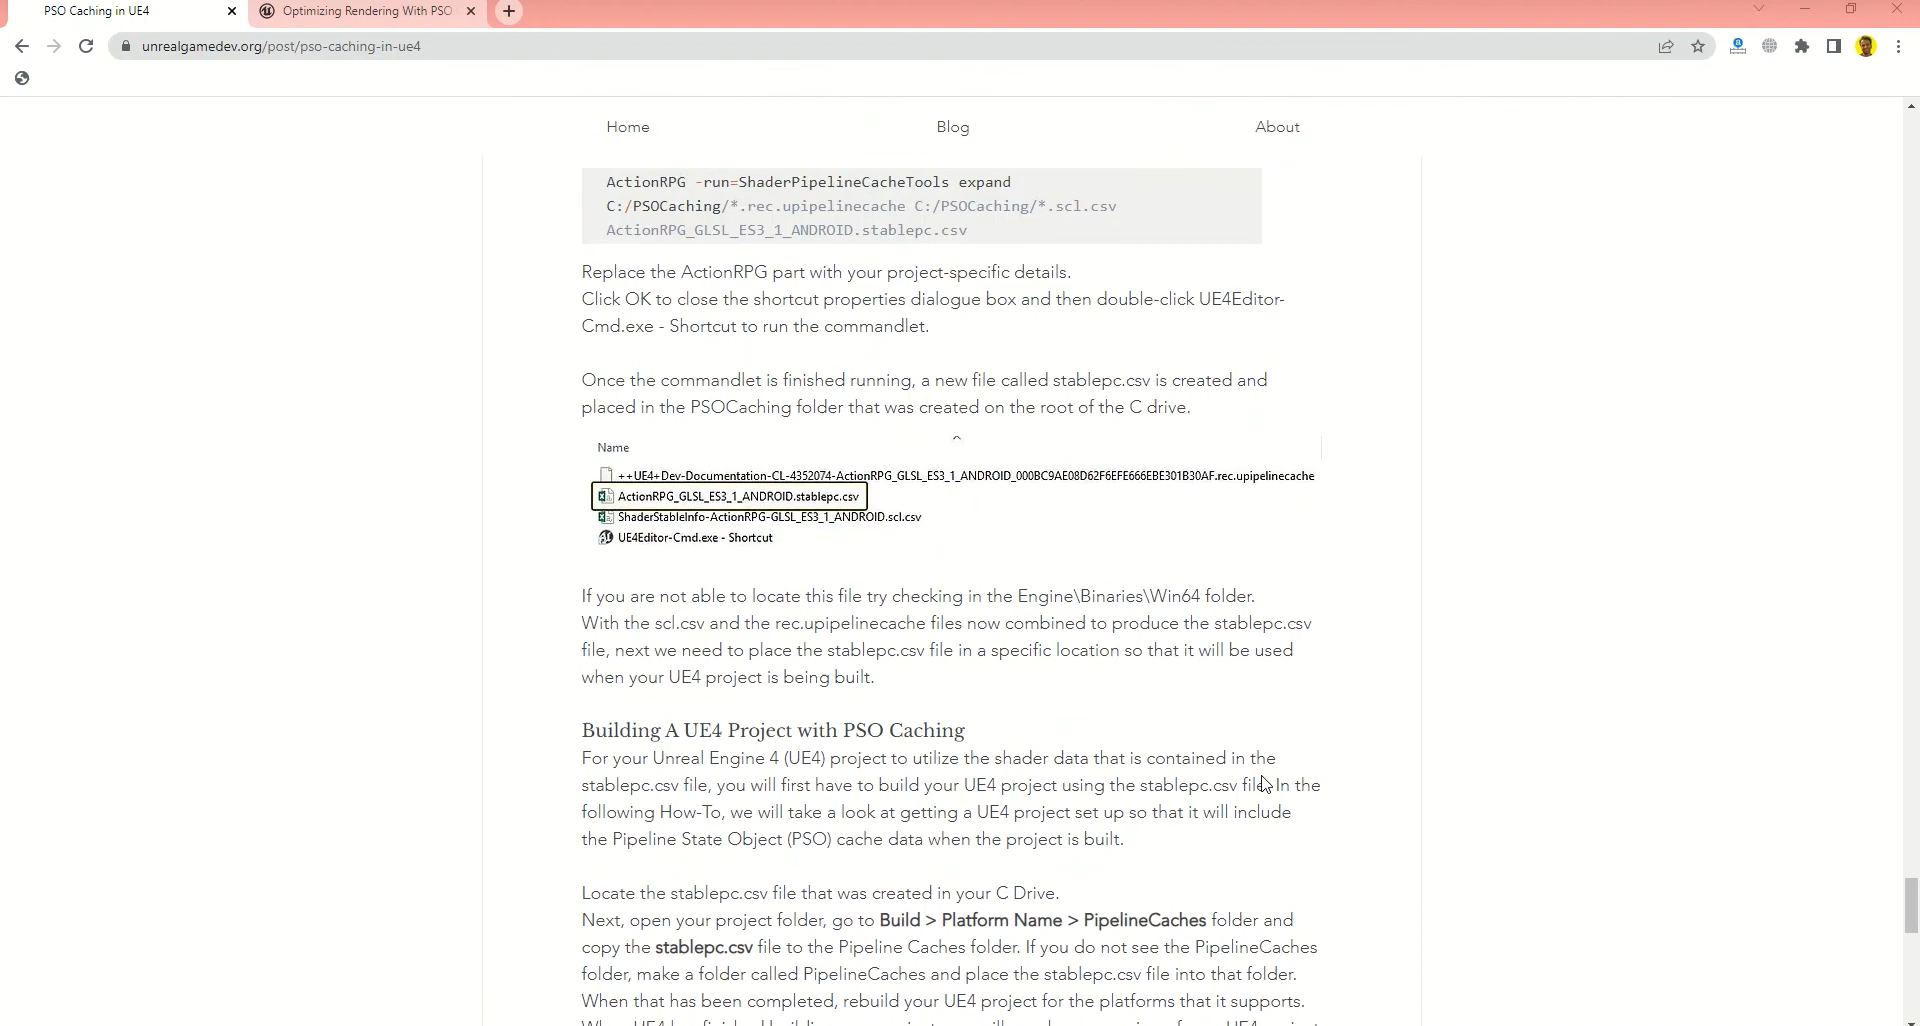 PSO Caching in UE4
Optimizing Rendering With PSO
unrealgamedev.org/post/pso-caching-in-ue4
Home Blog About
ActionRPG -run=ShaderPipelineCacheTools expand
C:/PSOCaching/*.rec.upipelinecache C:/PSOCaching/*.scl.csv
ActionRPG_GLSL_ES3_1_ANDROID.stablepc.csv
Replace the ActionRPG part with your project-specific details.
Click OK to close the shortcut properties dialogue box and then double-click UE4Editor-
Cmd.exe - Shortcut to run the commandlet.
Once the commandlet is finished running, a new file called stablepc.csv is created and
placed in the PSOCaching folder that was created on the root of the C drive.
Name
++UE4+Dev-Documentation-CL-4352074-ActionRPG_GLSL_ES3_1_ANDROID_000BC9AE08D62F6EFE666EBE301B30AF.rec.upipelinecache
ActionRPG_GLSL_ES3_1_ANDROID.stablepc.csv
ShaderStableInfo-ActionRPG-GLSL_ES3_1_ANDROID.scl.csv
UE4Editor-Cmd.exe - Shortcut
If you are not able to locate this file try checking in the Engine\Binaries\Win64 folder.
With the scl.csv and the rec.upipelinecache files now combined to produce the stablepc.csv
file, next we need to place the stablepc.csv file in a specific location so that it will be used
when your UE4 project is being built.
Building A UE4 Project with PSO Caching
For your Unreal Engine 4 (UE4) project to utilize the shader data that is contained in the
stablepc.csv file, you will first have to build your UE4 project using the stablepc.csv file. In the
following How-To, we will take a look at getting a UE4 project set up so that it will include
the Pipeline State Object (PSO) cache data when the project is built.
Locate the stablepc.csv file that was created in your C Drive.
Next, open your project folder, go to Build > Platform Name > PipelineCaches folder and
copy the stablepc.csv file to the Pipeline Caches folder. If you do not see the PipelineCaches
folder, make a folder called PipelineCaches and place the stablepc.csv file into that folder.
When that has been completed, rebuild your UE4 project for the platforms that it supports.